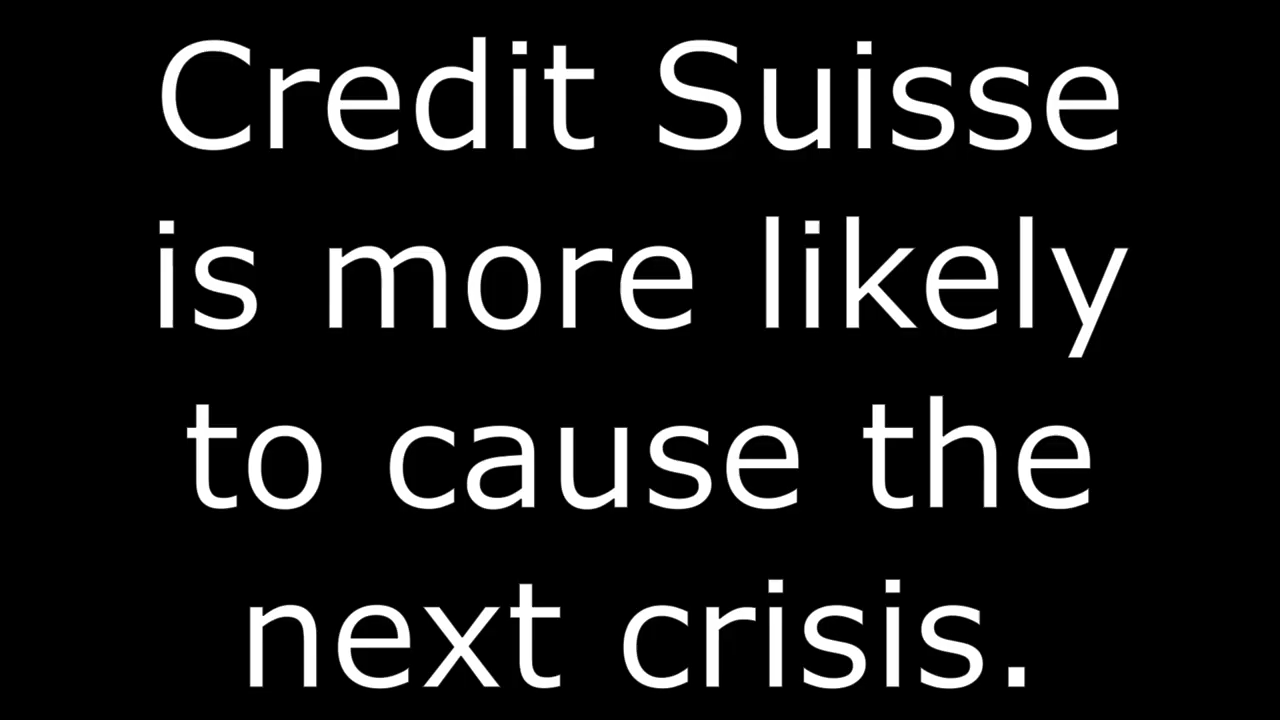 Credit Suisse
is more likely
to cause the
next crisis.